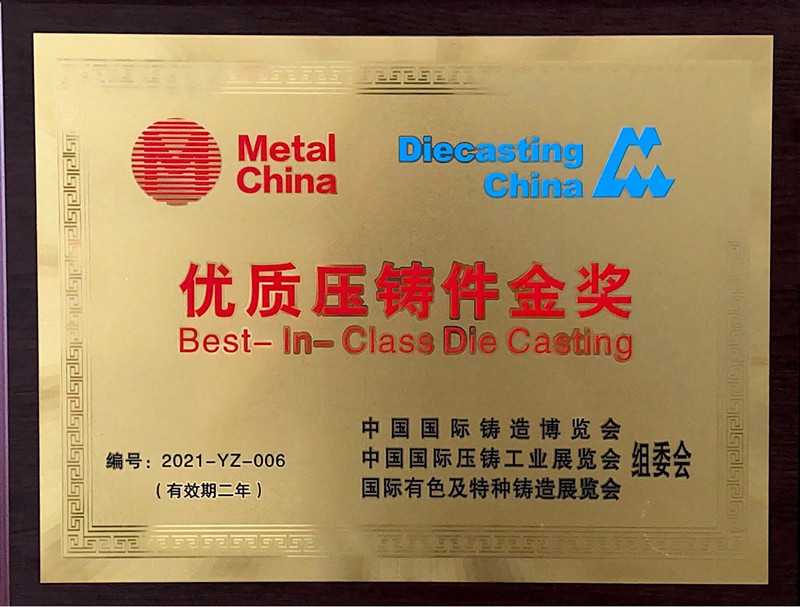 Metal
China
Diecasting
China
优质压铸件金奖
Best-In-Class Die Casting
编号：2021-YZ-006
（有效期二年）
中国国际铸造博览会
中国国际压铸工业展览会
国际有色及特种铸造展览会
组委会